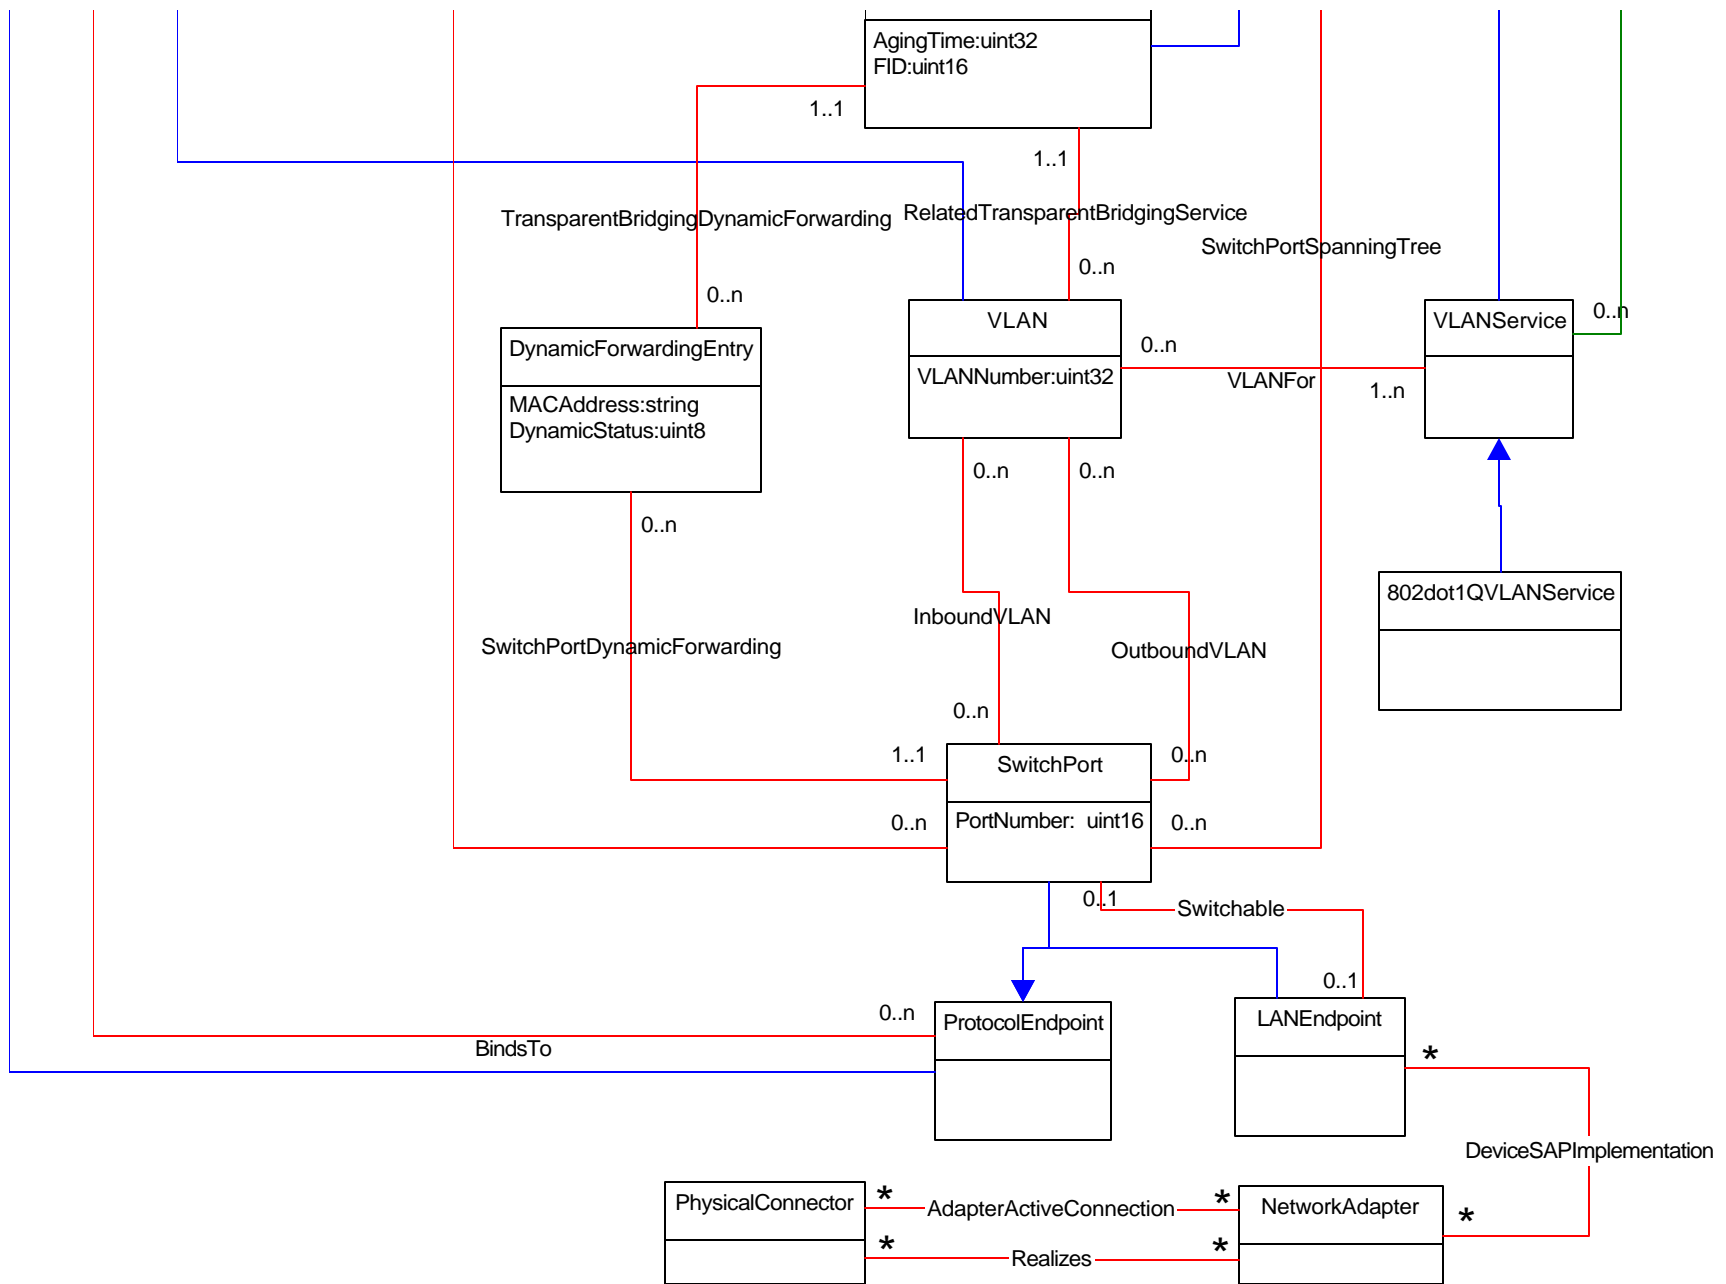 AgingTime:uint32
FID:uint16
1..1
1..1
TransparentBridgingDynamicForwarding
RelatedTransparentBridgingService
SwitchPortSpanningTree
0..n
0..n
0..n
VLAN
VLANService
DynamicForwardingEntry
0..n
VLANNumber:uint32
VLANFor
1..n
MACAddress:string
DynamicStatus:uint8
0..n
0..n
0..n
802dot1QVLANService
InboundVLAN
SwitchPortDynamicForwarding
OutboundVLAN
0..n
1..1
SwitchPort
0..n
0..n
PortNumber: uint16
0..n
0..1
Switchable
0..1
0..n
ProtocolEndpoint
LANEndpoint
BindsTo
*
DeviceSAPImplementation
PhysicalConnector
*
AdapterActiveConnection
*
NetworkAdapter
*
*
Realizes
*